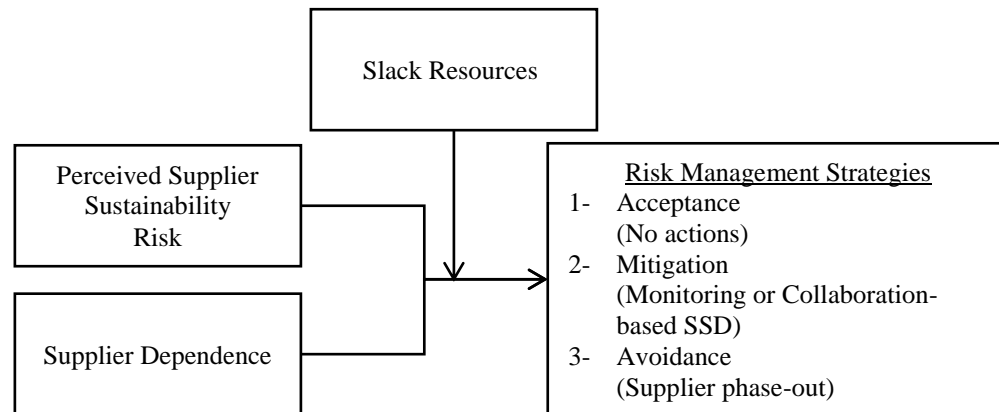 Slack Resources
Perceived Supplier
Sustainability
Risk
Supplier Dependence
Risk Management Strategies
1- Acceptance
(No actions)
2- Mitigation
(Monitoring or Collaboration-
based SSD)
3- Avoidance
(Supplier phase-out)